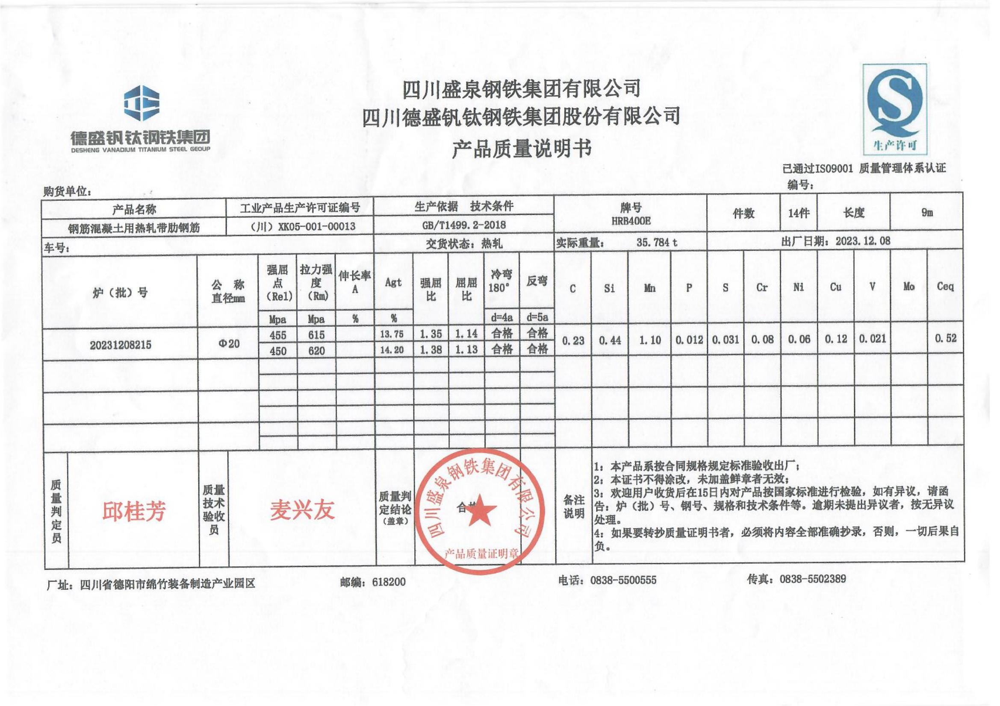 四川盛泉钢铁集团有限公司
四川德盛钒钛钢铁集团股份有限公司
产品质量说明书
德盛钒钛钢铁集团
DESHENG VANADIUM TITANIUM STEEL GEOUP
S
生产许可
已通过ISO9001 质量管理体系认证
编号：
购货单位：
产品名称 工业产品生产许可证编号 生产依据 技术条件 牌号 件数 14件 长度 9m
钢筋混凝土用热轧带肋钢筋 （川）XK05-001-00013 GB/T1499.2-2018 HRB400E
车号： 交货状态：热轧 实际重量： 35.784 t 出厂日期：2023.12.08
炉（批）号 公 称直径mm 强屈点（Rel） 拉力强度（Rm） 伸长率A Agt 强屈比 屈屈比 冷弯180° 反弯 C Si Mn P S Cr Ni Cu V Mo Ceq
Mpa Mpa % % d=4a d=5a
20231208215 Φ20 455 615 13.75 1.35 1.14 合格 合格 0.23 0.44 1.10 0.012 0.031 0.08 0.06 0.12 0.021 0.52
450 620 14.20 1.38 1.13 合格 合格
质量判定员
邱桂芳
质量技术验收员
麦兴友
质量判定结论（盖章）
合格
四川盛泉钢铁集团有限公司
产品质量证明章
备注说明
1：本产品系按合同规格规定标准验收出厂；
2：本证书不得涂改，未加盖鲜章者无效；
3：欢迎用户收货后在15日内对产品按国家标准进行检验，如有异议，请函
告：炉（批）号、钢号、规格和技术条件等。逾期未提出异议者，按无异议
处理。
4：如果要转抄质量证明书者，必须将内容全部准确抄录，否则，一切后果自
负。
厂址：四川省德阳市绵竹装备制造产业园区 邮编：618200 电话：0838-5500555 传真：0838-5502389